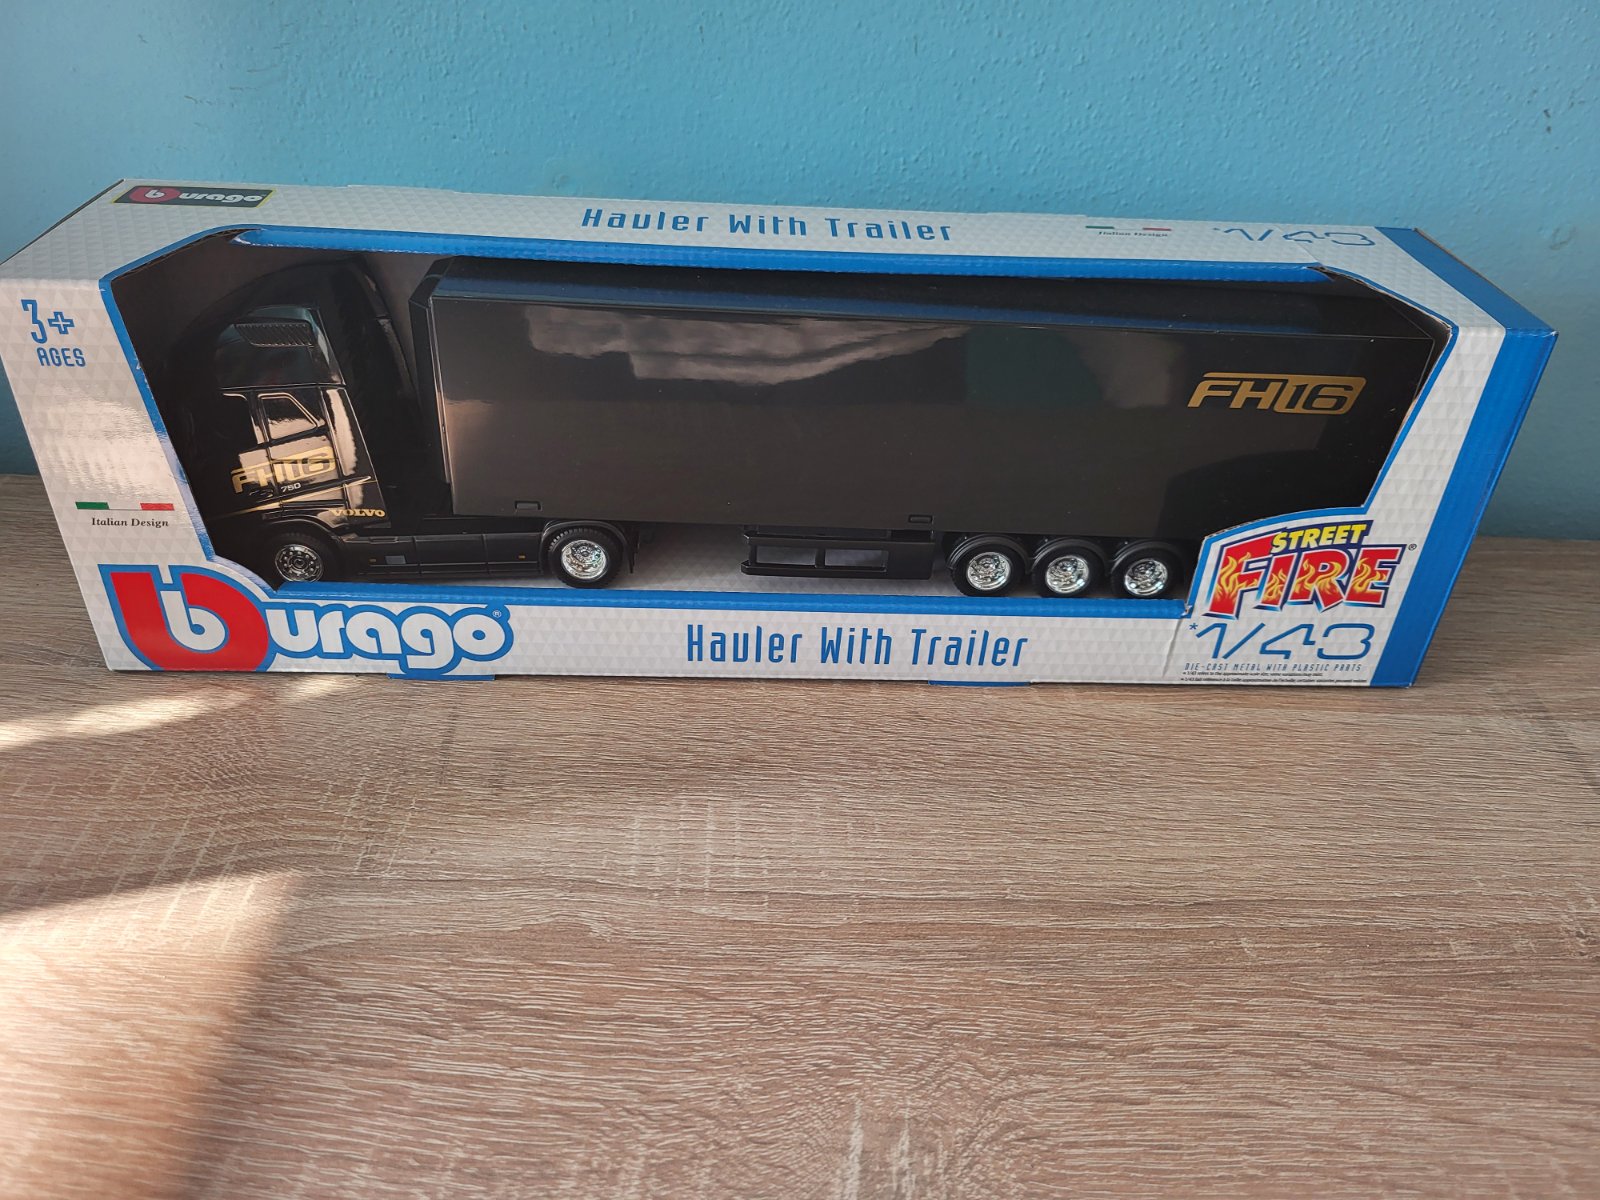 burago
Hauler With Trailer
Italian Design
1/43
3+
AGES
FH16
FH16
750
VOLVO
Italian Design
STREET
FIRE®
burago®
Hauler With Trailer
*1/43
DIE-CAST METAL WITH PLASTIC PARTS